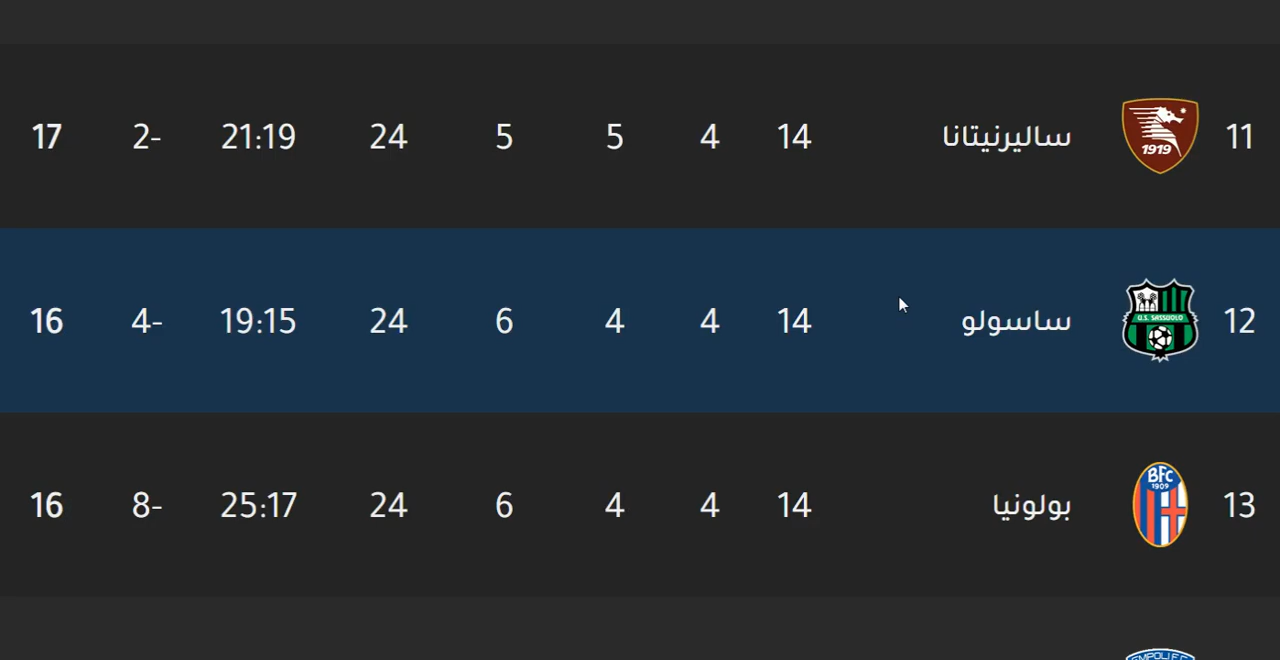 11 1919 ساليرنيتانا 14 4 5 5 24 21:19 2- 17
12 U.S. SASSUOLO ساسولو 14 4 4 6 24 19:15 4- 16
13 BFC 1909 بولونيا 14 4 4 6 24 25:17 8- 16
EMPOLI F.C